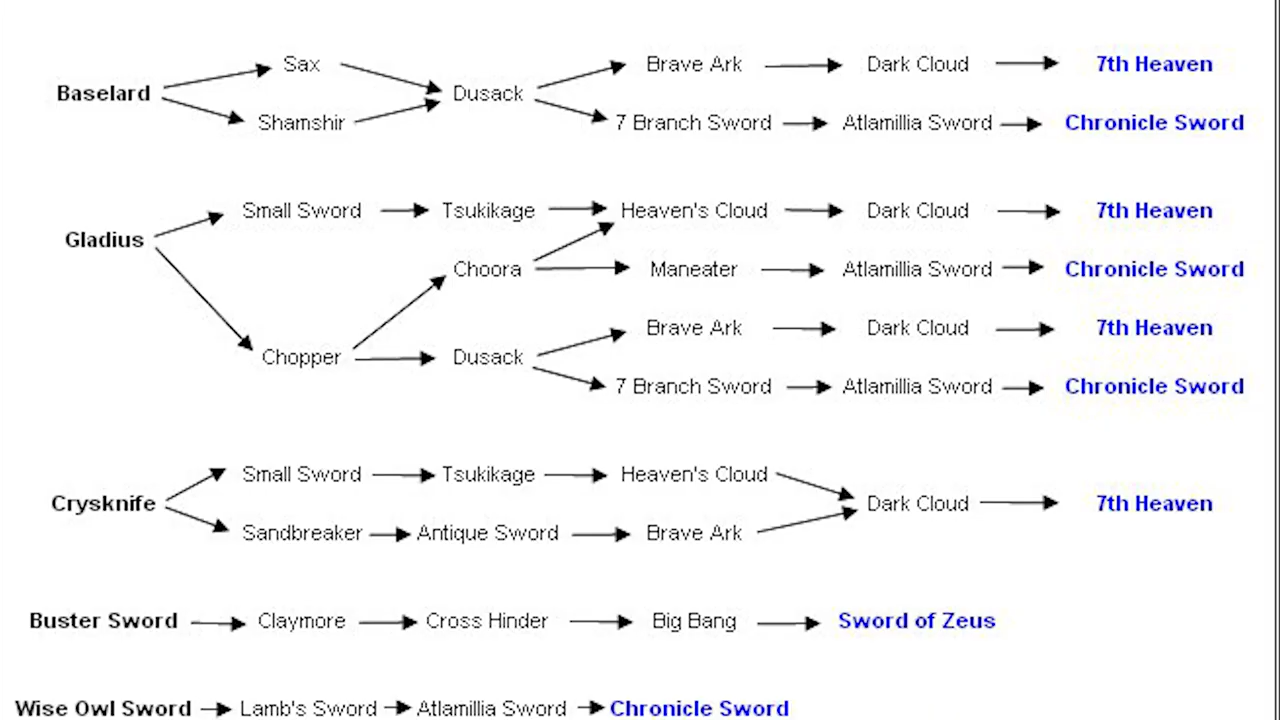 Sax Brave Ark Dark Cloud 7th Heaven
Baselard Dusack
Shamshir 7 Branch Sword Atlamillia Sword Chronicle Sword
Small Sword Tsukikage Heaven's Cloud Dark Cloud 7th Heaven
Gladius
Choora Maneater Atlamillia Sword Chronicle Sword
Brave Ark Dark Cloud 7th Heaven
Chopper Dusack
7 Branch Sword Atlamillia Sword Chronicle Sword
Small Sword Tsukikage Heaven's Cloud
Crysknife Dark Cloud 7th Heaven
Sandbreaker Antique Sword Brave Ark
Buster Sword Claymore Cross Hinder Big Bang Sword of Zeus
Wise Owl Sword Lamb's Sword Atlamillia Sword Chronicle Sword